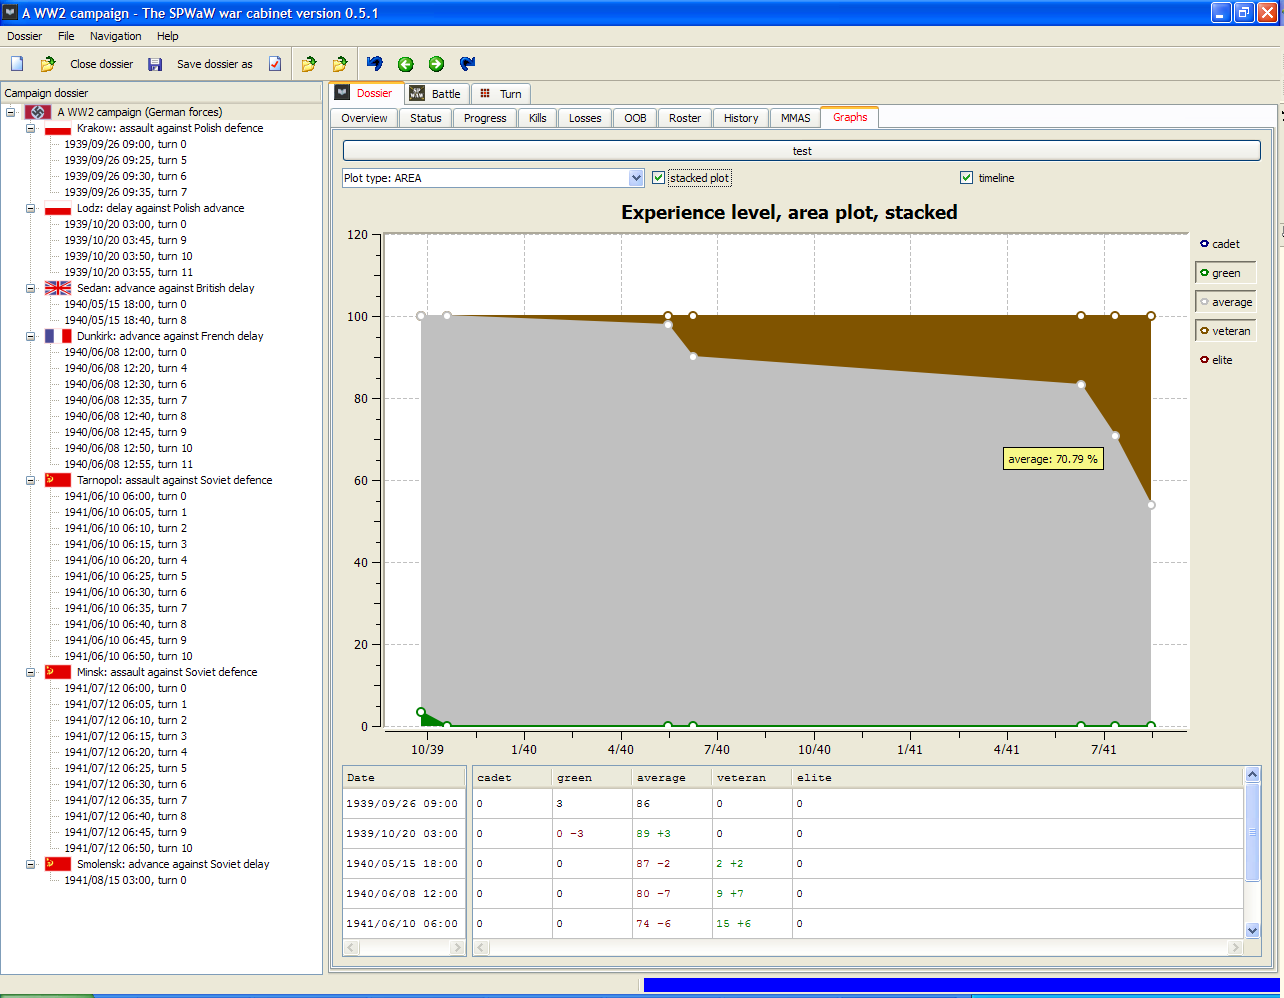 A WW2 campaign - The SPWaW war cabinet version 0.5.1
Dossier File Navigation Help
Close dossier Save dossier as
Campaign dossier
A WW2 campaign (German forces)
Krakow: assault against Polish defence
1939/09/26 09:00, turn 0
1939/09/26 09:25, turn 5
1939/09/26 09:30, turn 6
1939/09/26 09:35, turn 7
Lodz: delay against Polish advance
1939/10/20 03:00, turn 0
1939/10/20 03:45, turn 9
1939/10/20 03:50, turn 10
1939/10/20 03:55, turn 11
Sedan: advance against British delay
1940/05/15 18:00, turn 0
1940/05/15 18:40, turn 8
Dunkirk: advance against French delay
1940/06/08 12:00, turn 0
1940/06/08 12:20, turn 4
1940/06/08 12:30, turn 6
1940/06/08 12:35, turn 7
1940/06/08 12:40, turn 8
1940/06/08 12:45, turn 9
1940/06/08 12:50, turn 10
1940/06/08 12:55, turn 11
Tarnopol: assault against Soviet defence
1941/06/10 06:00, turn 0
1941/06/10 06:05, turn 1
1941/06/10 06:10, turn 2
1941/06/10 06:15, turn 3
1941/06/10 06:20, turn 4
1941/06/10 06:25, turn 5
1941/06/10 06:30, turn 6
1941/06/10 06:35, turn 7
1941/06/10 06:40, turn 8
1941/06/10 06:45, turn 9
1941/06/10 06:50, turn 10
Minsk: assault against Soviet defence
1941/07/12 06:00, turn 0
1941/07/12 06:05, turn 1
1941/07/12 06:10, turn 2
1941/07/12 06:15, turn 3
1941/07/12 06:20, turn 4
1941/07/12 06:25, turn 5
1941/07/12 06:30, turn 6
1941/07/12 06:35, turn 7
1941/07/12 06:40, turn 8
1941/07/12 06:45, turn 9
1941/07/12 06:50, turn 10
Smolensk: advance against Soviet delay
1941/08/15 03:00, turn 0
Dossier SP WAW Battle Turn
Overview Status Progress Kills Losses OOB Roster History MMAS Graphs
test
Plot type: AREA stacked plot timeline
Experience level, area plot, stacked
120
100
80
60
40
20
0
10/39 1/40 4/40 7/40 10/40 1/41 4/41 7/41
average: 70.79 %
cadet
green
average
veteran
elite
Date cadet green average veteran elite
1939/09/26 09:00 0 3 86 0 0
1939/10/20 03:00 0 0 -3 89 +3 0 0
1940/05/15 18:00 0 0 87 -2 2 +2 0
1940/06/08 12:00 0 0 80 -7 9 +7 0
1941/06/10 06:00 0 0 74 -6 15 +6 0